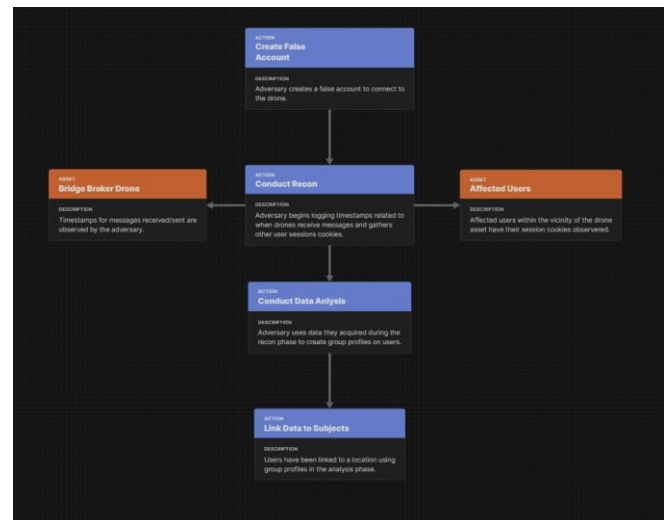 ACTION
Create False
Account
DESCRIPTION
Adversary creates a false account to connect to
the drone.
ASSET
Bridge Broker Drone
DESCRIPTION
Timestamps for messages received/sent are
observed by the adversary.
ACTION
Conduct Recon
DESCRIPTION
Adversary begins logging timestamps related to
when drones receive messages and gathers
other user sessions cookies.
ASSET
Affected Users
DESCRIPTION
Affected users within the vicinity of the drone
asset have their session cookies observered.
ACTION
Conduct Data Anlysis
DESCRIPTION
Adversary uses data they acquired during the
recon phase to create group profiles on users.
ACTION
Link Data to Subjects
DESCRIPTION
Users have been linked to a location using
group profiles in the analysis phase.